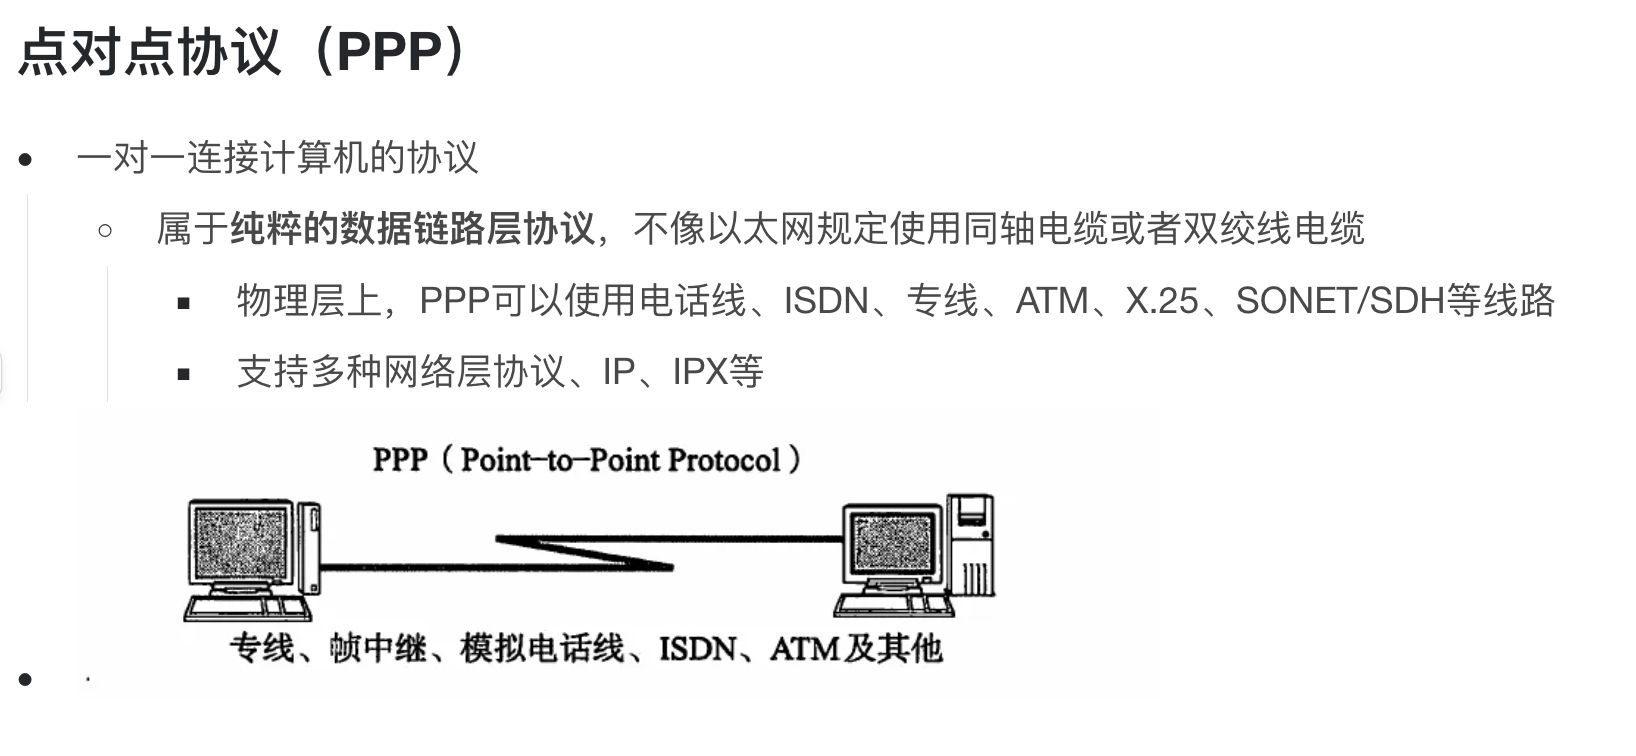 点对点协议（PPP）
一对一连接计算机的协议
属于纯粹的数据链路层协议，不像以太网规定使用同轴电缆或者双绞线电缆
物理层上，PPP可以使用电话线、ISDN、专线、ATM、X.25、SONET/SDH等线路
支持多种网络层协议、IP、IPX等
PPP（Point-to-Point Protocol）
专线、帧中继、模拟电话线、ISDN、ATM及其他